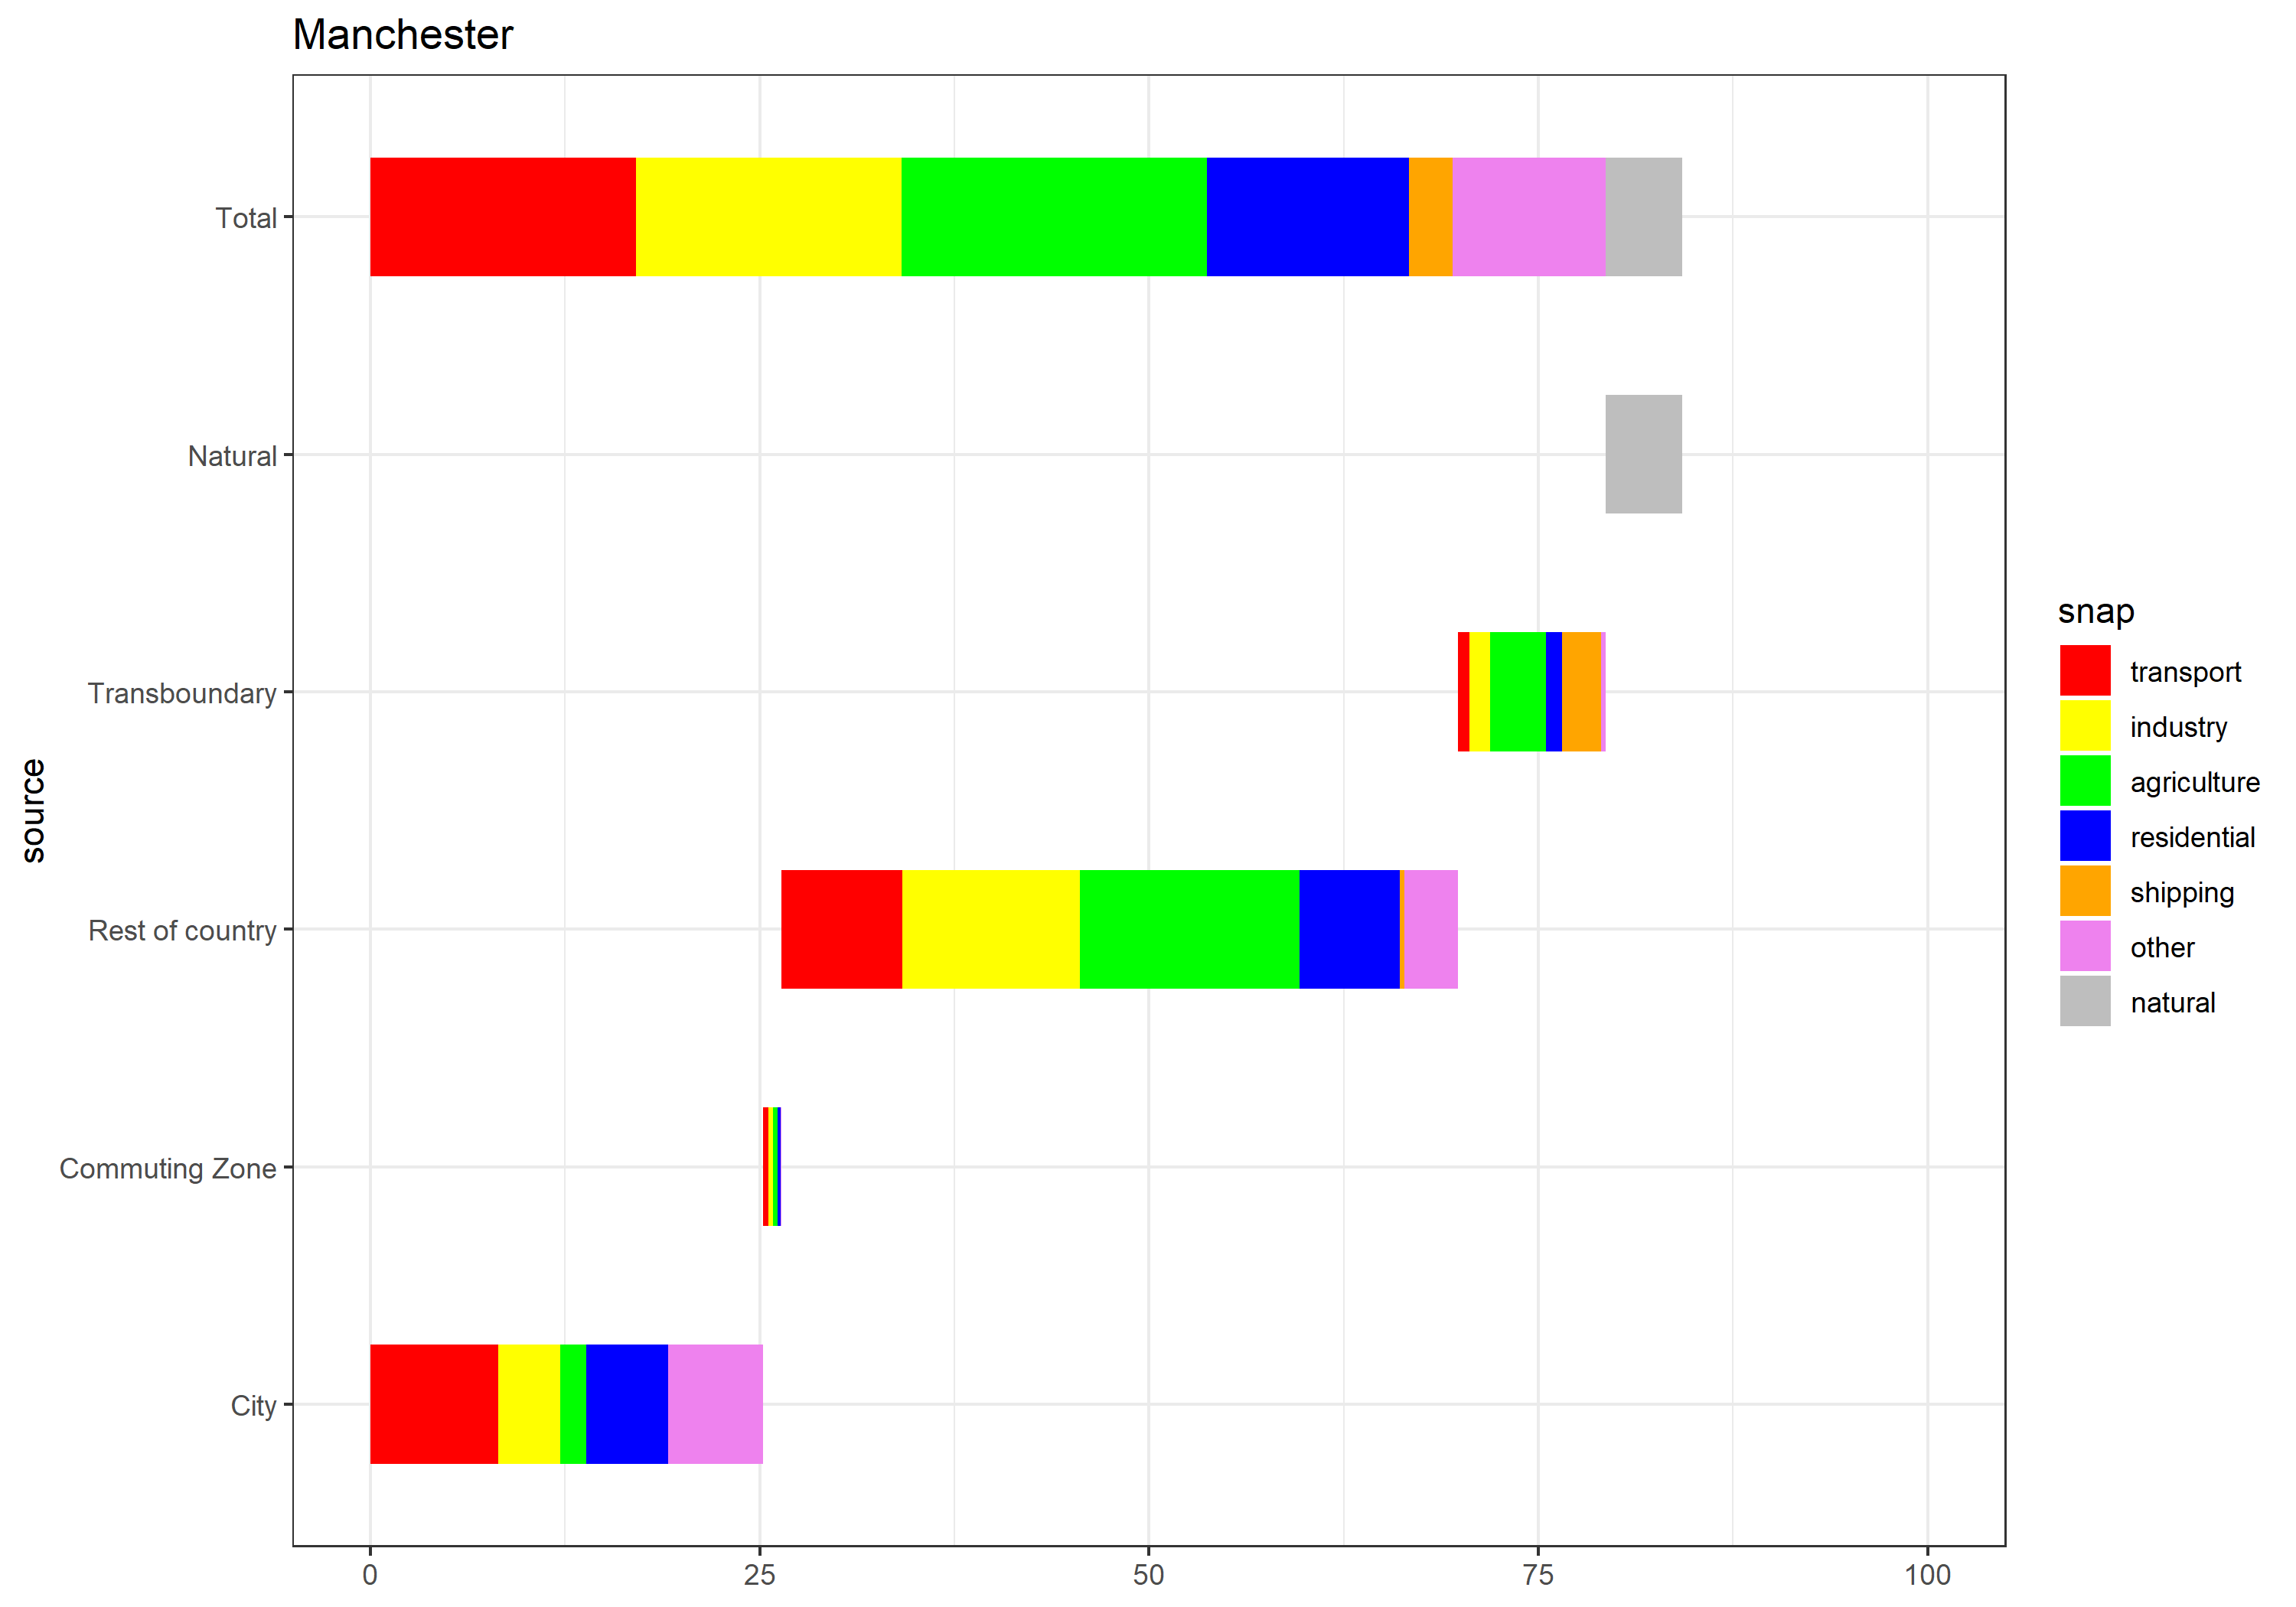 Manchester
source
Total
Natural
Transboundary
Rest of country
Commuting Zone
City
0 25 50 75 100
snap
transport
industry
agriculture
residential
shipping
other
natural